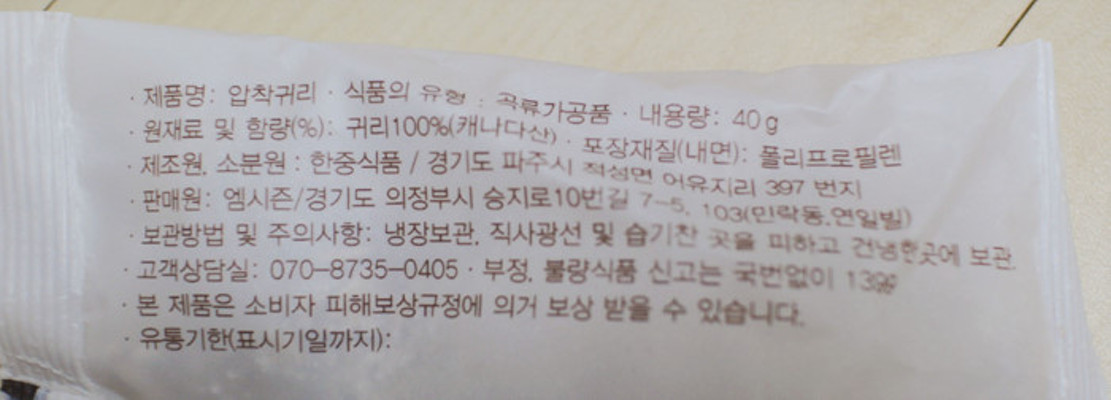 · 제품명: 압착귀리 · 식품의 유형 : 곡류가공품 · 내용량: 40g
· 원재료 및 함량(%): 귀리100%(캐나다산) · 포장재질(내면): 폴리프로필렌
· 제조원, 소분원 : 한중식품 / 경기도 파주시 적성면 어유지리 397 번지
· 판매원: 엠시즌/경기도 의정부시 승지로10번길 7-5, 103(민락동,연일빌)
· 보관방법 및 주의사항: 냉장보관, 직사광선 및 습기찬 곳을 피하고 건냉한곳에 보관.
· 고객상담실: 070-8735-0405 · 부정, 불량식품 신고는 국번없이 1399
· 본 제품은 소비자 피해보상규정에 의거 보상 받을 수 있습니다.
· 유통기한(표시기일까지):